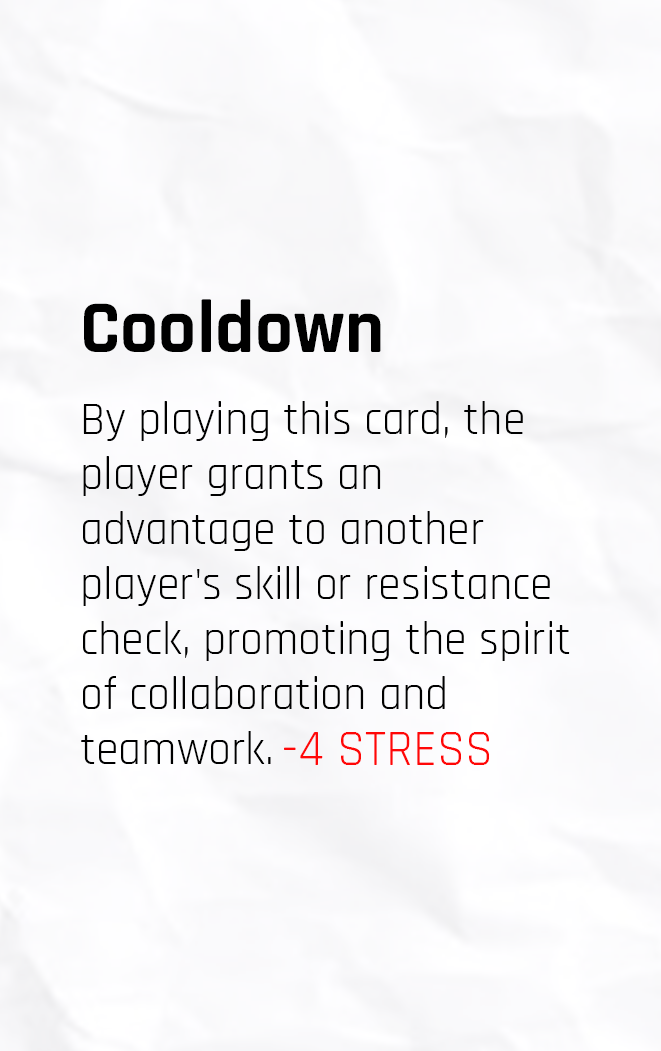 Cooldown
By playing this card, the
player grants an
advantage to another
player's skill or resistance
check, promoting the spirit
of collaboration and
teamwork. -4 STRESS